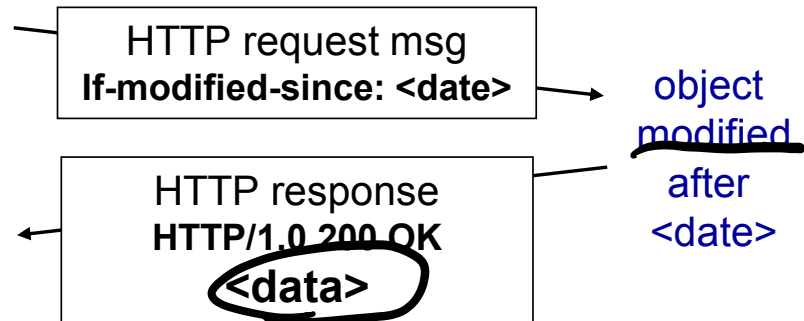 HTTP request msg
If-modified-since: <date>
object
modified
after
<date>
HTTP response
HTTP/1.0 200 OK
<data>